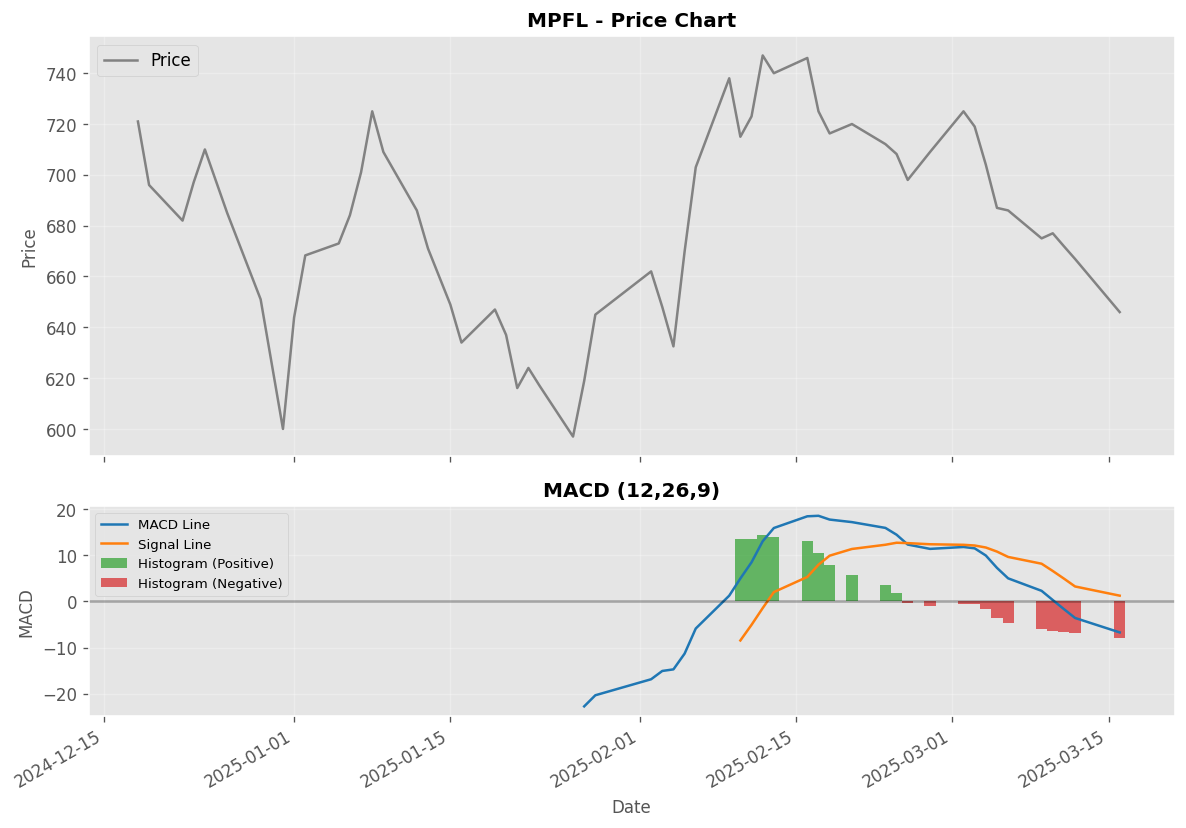 MPFL - Price Chart
Price
740
720
700
680
660
640
620
600
Price
MACD (12,26,9)
MACD Line
Signal Line
Histogram (Positive)
Histogram (Negative)
20
10
0
−10
−20
MACD
2024-12-15
2025-01-01
2025-01-15
2025-02-01
2025-02-15
2025-03-01
2025-03-15
Date